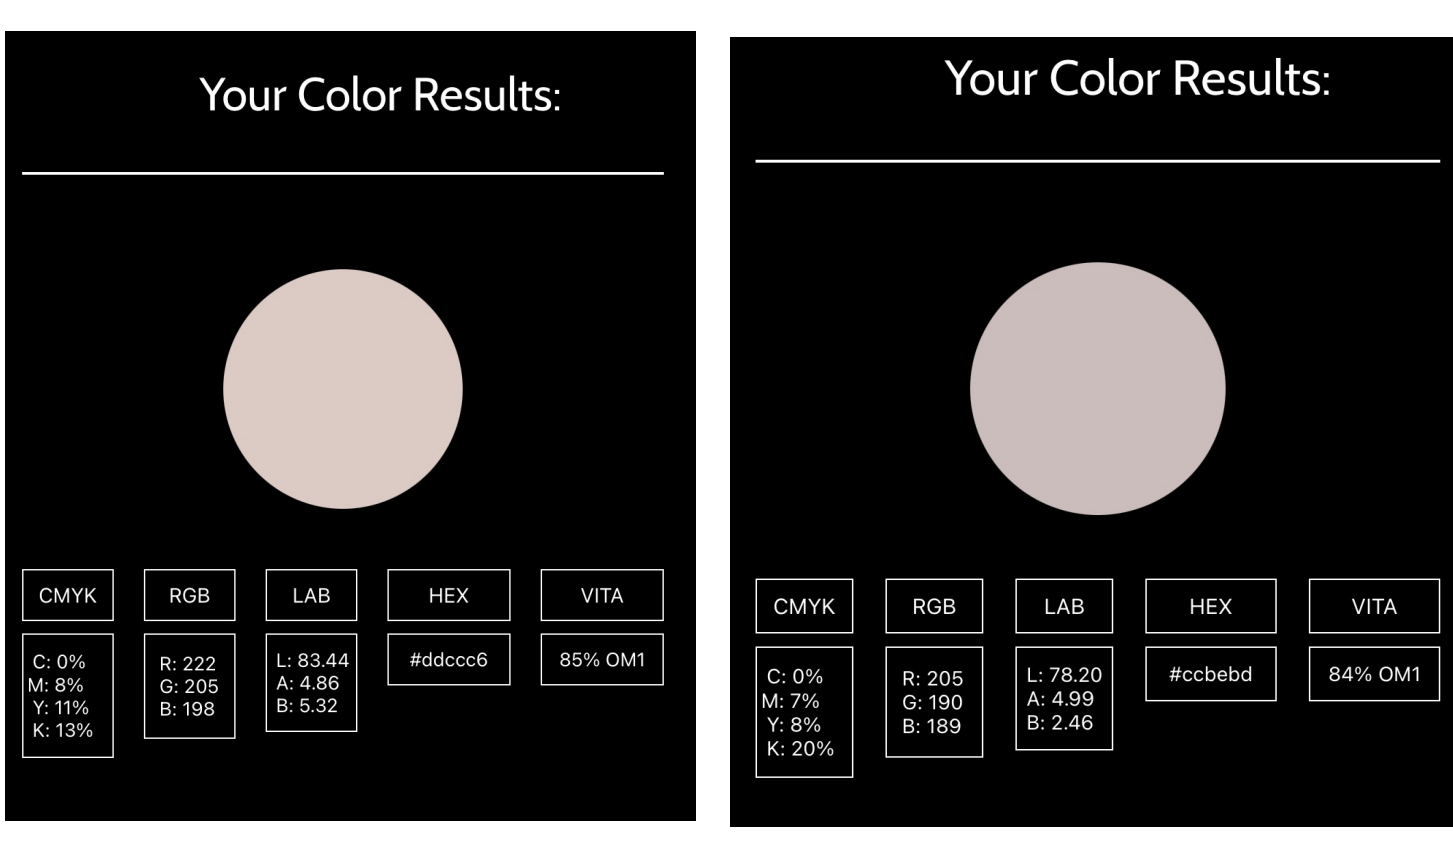 Your Color Results:
CMYK
RGB
LAB
HEX
VITA
C: 0%
M: 8%
Y: 11%
K: 13%
R: 222
G: 205
B: 198
L: 83.44
A: 4.86
B: 5.32
#ddccc6
85% OM1
Your Color Results:
CMYK
RGB
LAB
HEX
VITA
C: 0%
M: 7%
Y: 8%
K: 20%
R: 205
G: 190
B: 189
L: 78.20
A: 4.99
B: 2.46
#ccbebd
84% OM1